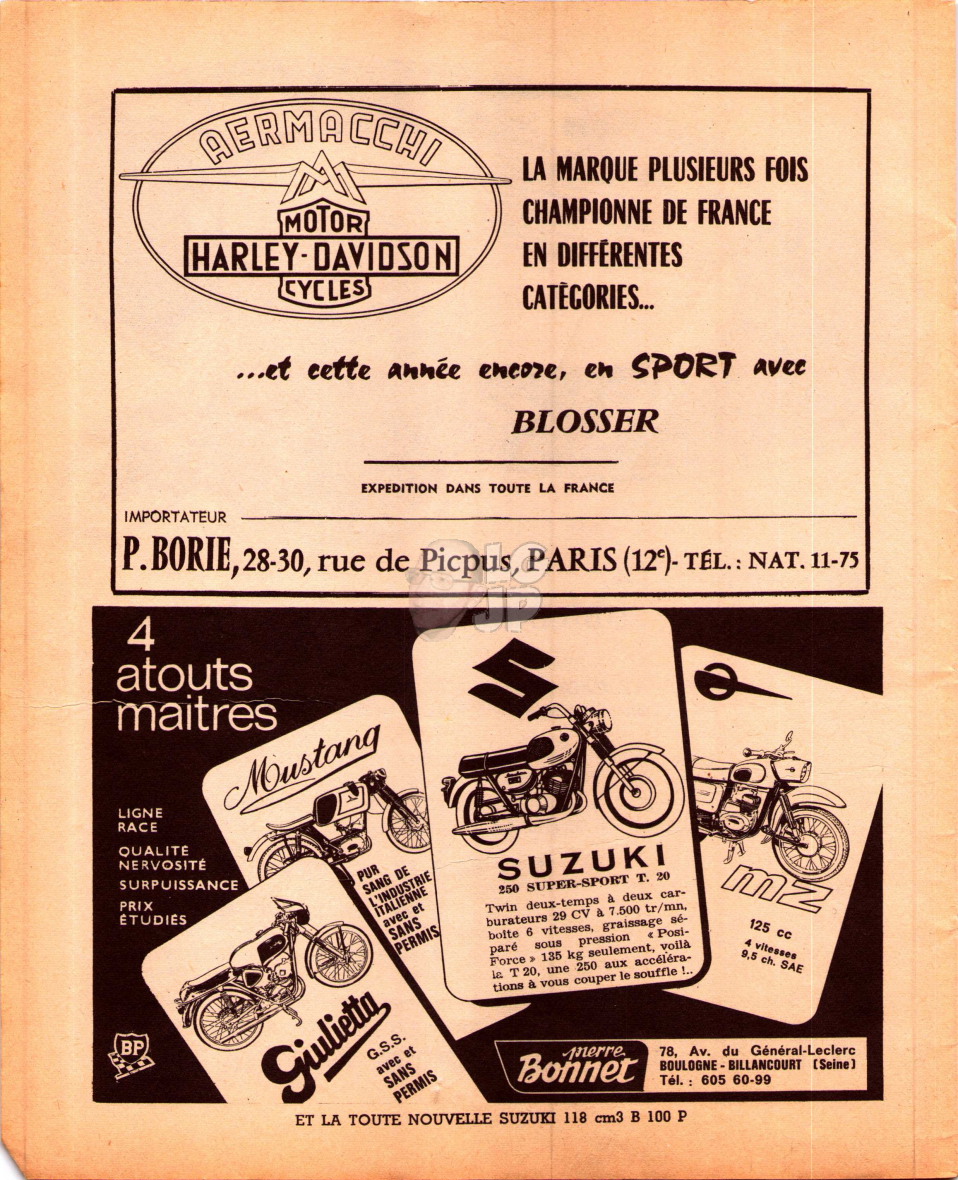 AERMACCHI
MOTOR
HARLEY-DAVIDSON
CYCLES
LA MARQUE PLUSIEURS FOIS
CHAMPIONNE DE FRANCE
EN DIFFÉRENTES
CATÉGORIES...
...et cette année encore, en SPORT avec
BLOSSER
EXPEDITION DANS TOUTE LA FRANCE
IMPORTATEUR
P. BORIE, 28-30, rue de Picpus, PARIS (12e) - TÉL. : NAT. 11-75
LC
JP
4
atouts
maitres
LIGNE
RACE
QUALITÉ
NERVOSITÉ
SURPUISSANCE
PRIX
ÉTUDIÉS
Mustang
PUR
SANG DE
L'INDUSTRIE
ITALIENNE
avec et
SANS
PERMIS
Giulietta
G.S.S.
avec et
SANS
PERMIS
SUZUKI
250 SUPER-SPORT T. 20
Twin deux-temps à deux car-
burateurs 29 CV à 7.500 tr/mn,
boîte 6 vitesses, graissage sé-
paré sous pression « Posi-
Force » 135 kg seulement, voilà
la T 20, une 250 aux accéléra-
tions à vous couper le souffle !..
mz
125 cc
4 vitesses
9,5 ch. SAE
BP
pierre
Bonnet
78, Av. du Général-Leclerc
BOULOGNE - BILLANCOURT (Seine)
Tél. : 605 60-99
ET LA TOUTE NOUVELLE SUZUKI 118 cm3 B 100 P